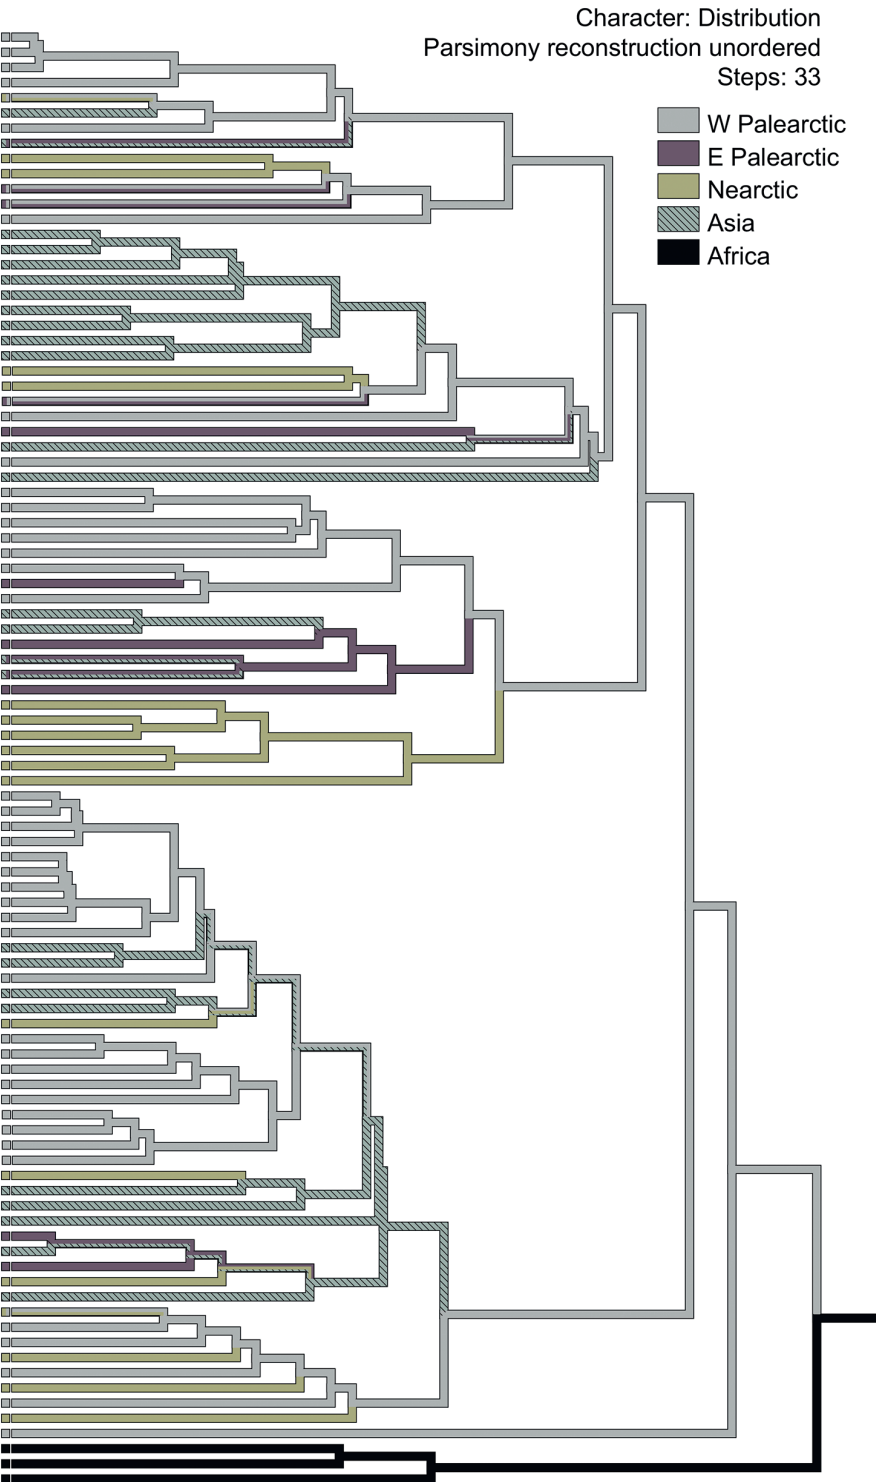 Character: Distribution
Parsimony reconstruction unordered
Steps: 33
W Palearctic
E Palearctic
Nearctic
Asia
Africa